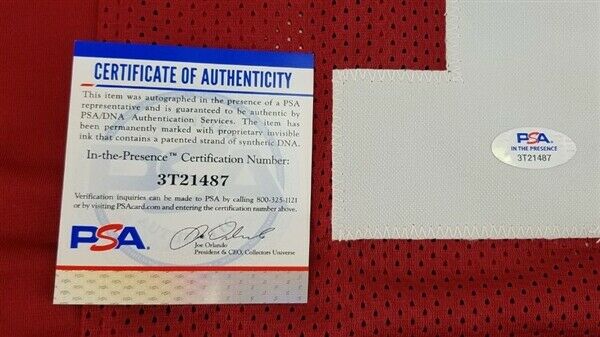 CERTIFICATE OF AUTHENTICITY
This item was autographed in the presence of a PSA
representative and is guaranteed to be authentic by
PSA/DNA Authentication Services. The item has
been permanently marked with proprietary invisible
ink that contains a patented strand of synthetic DNA.
In-the-Presence™ Certification Number:
3T21487
Verification inquiries can be made to PSA by calling 800-325-1121
or by visiting PSAcard.com and entering the certification number above.
PSA.
Joe Orlando
President & CEO, Collectors Universe
PSA
IN THE PRESENCE
3T21487